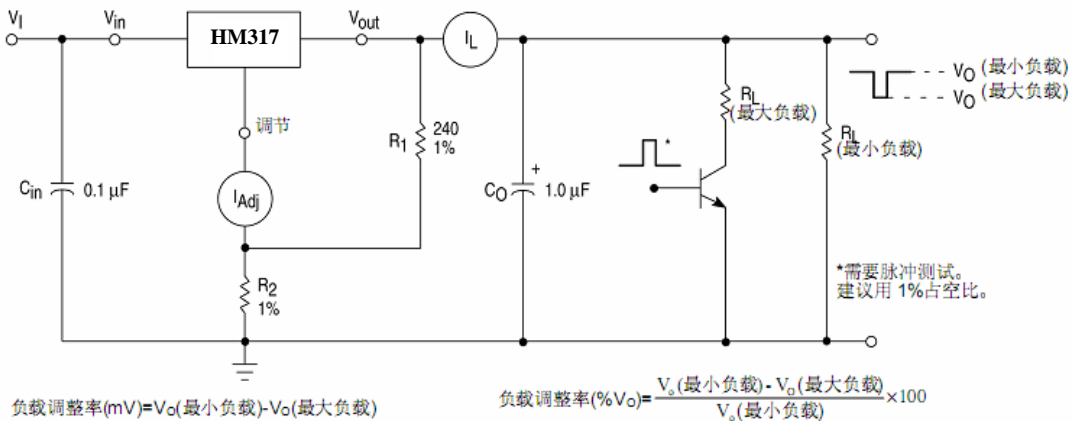 VI
Vin
HM317
Vout
IL
VO (最小负载)
VO (最大负载)
RL
(最大负载)
RL
(最小负载)
调节
R1
240
1%
*
Cin
0.1 μF
IAdj
CO
+
1.0 μF
R2
1%
*需要脉冲测试。
建议用 1%占空比。
负载调整率(mV)=VO(最小负载)-VO(最大负载)
负载调整率(%VO)=Vo(最小负载)-VO(最大负载)/Vo(最小负载)×100